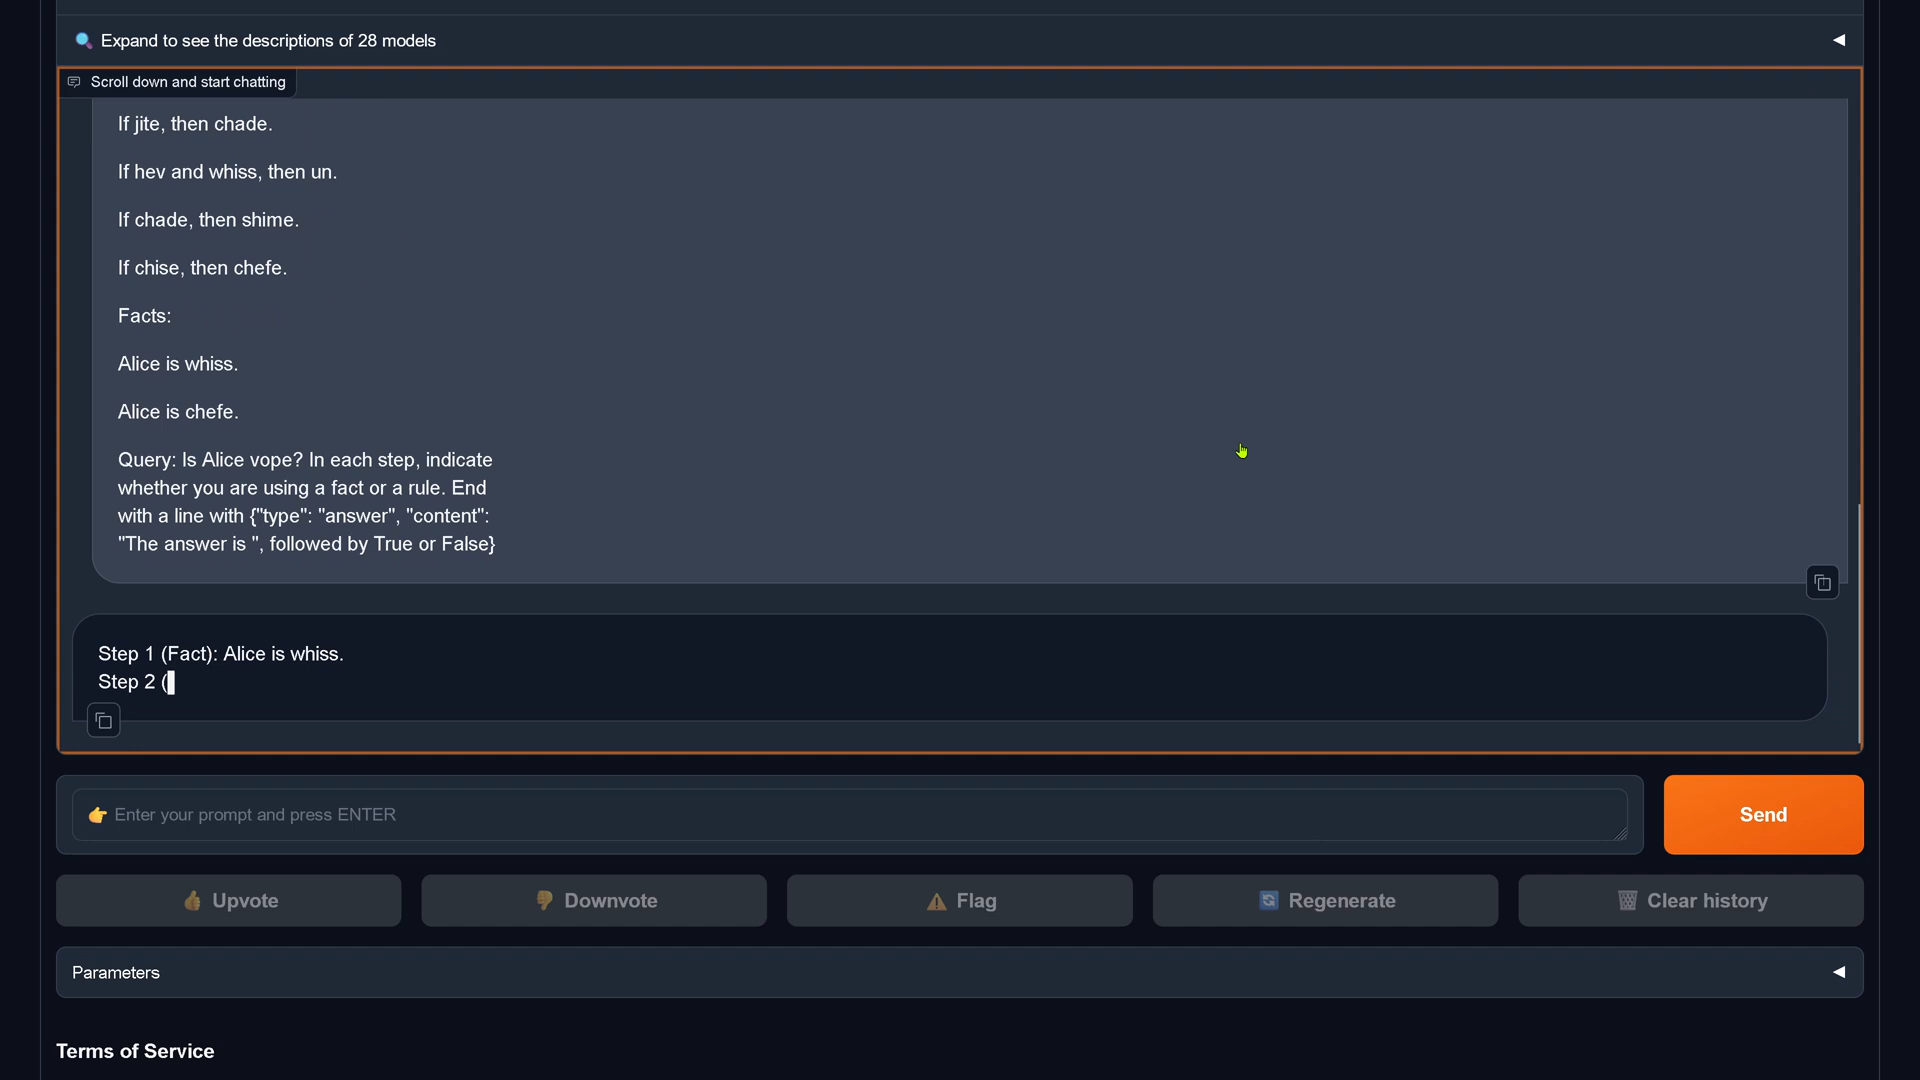 🔍 Expand to see the descriptions of 28 models
Scroll down and start chatting
If jite, then chade.
If hev and whiss, then un.
If chade, then shime.
If chise, then chefe.
Facts:
Alice is whiss.
Alice is chefe.
Query: Is Alice vope? In each step, indicate
whether you are using a fact or a rule. End
with a line with {"type": "answer", "content":
"The answer is ", followed by True or False}
Step 1 (Fact): Alice is whiss.
Step 2 (
👉 Enter your prompt and press ENTER
Send
👍 Upvote
👎 Downvote
⚠️ Flag
🔄 Regenerate
🗑️ Clear history
Parameters
Terms of Service